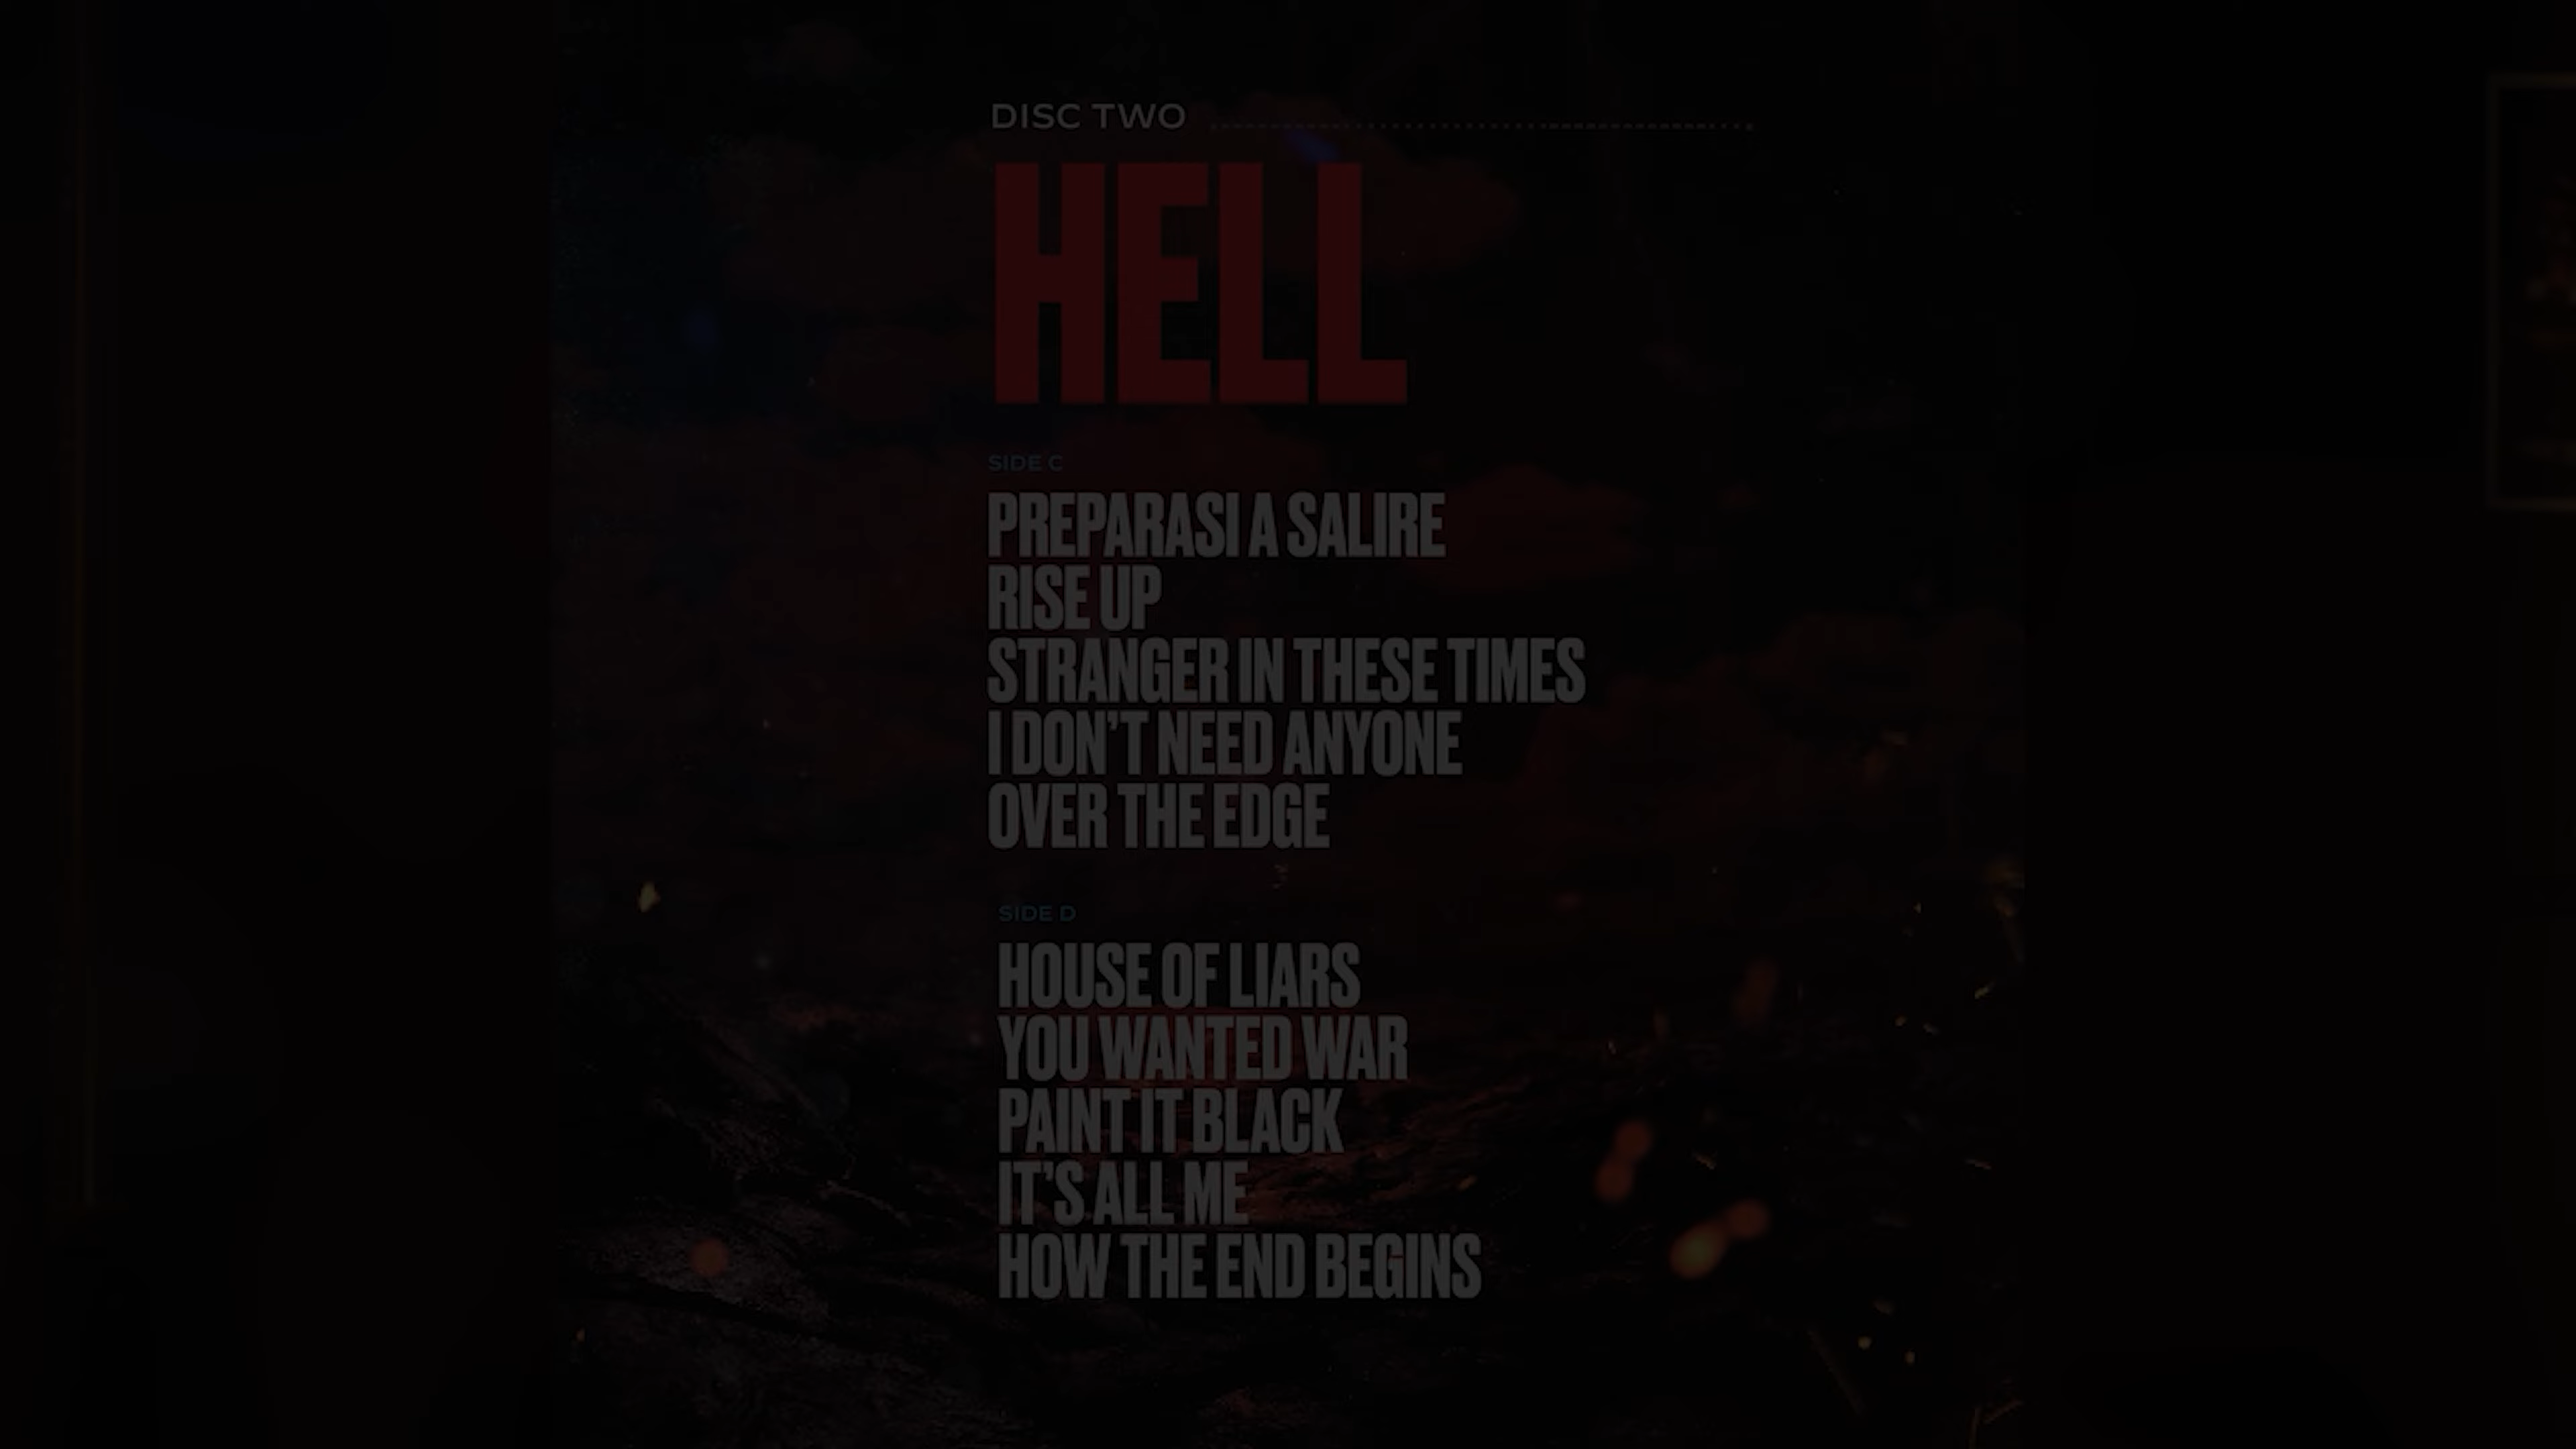 DISC TWO
HELL
SIDE C
PREPARASI A SALIRE
RISE UP
STRANGER IN THESE TIMES
I DON'T NEED ANYONE
OVER THE EDGE
SIDE D
HOUSE OF LIARS
YOU WANTED WAR
PAINT IT BLACK
IT'S ALL ME
HOW THE END BEGINS